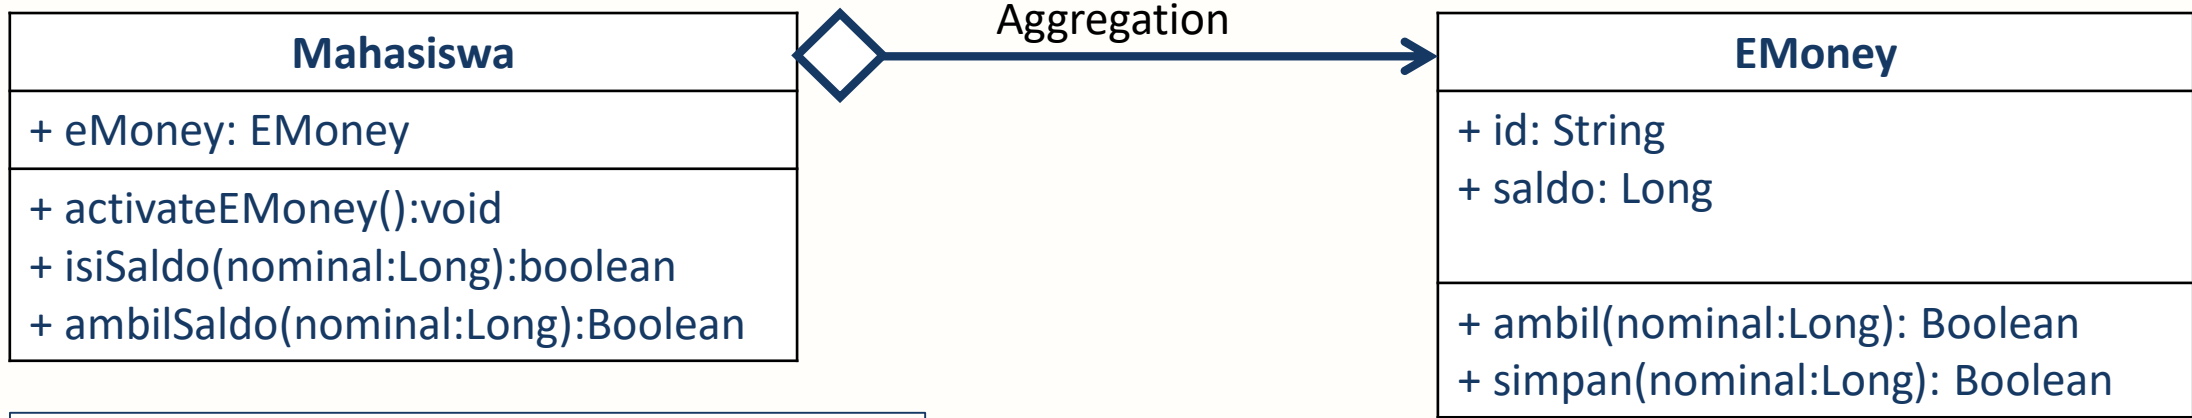 Aggregation
Mahasiswa
+ eMoney: EMoney
+ activateEMoney():void
+ isiSaldo(nominal:Long):boolean
+ ambilSaldo(nominal:Long):Boolean
EMoney
+ id: String
+ saldo: Long
+ ambil(nominal:Long): Boolean
+ simpan(nominal:Long): Boolean